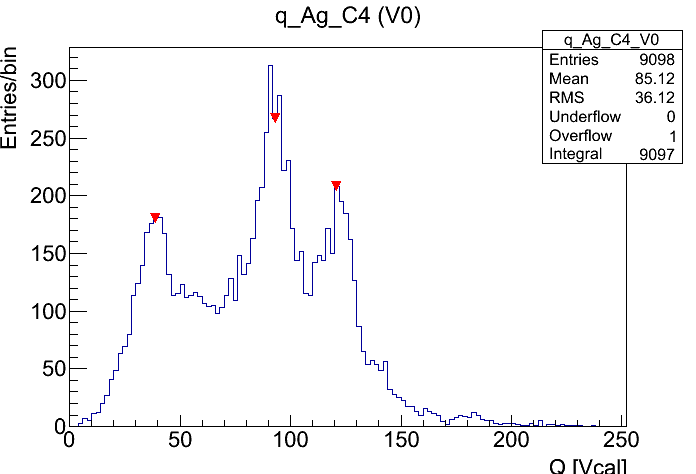 q_Ag_C4 (V0)
q_Ag_C4_V0
Entries 9098
Mean 85.12
RMS 36.12
Underflow 0
Overflow 1
Integral 9097
Entries/bin
300
250
200
150
100
50
0
0 50 100 150 200 250
Q [Vcal]